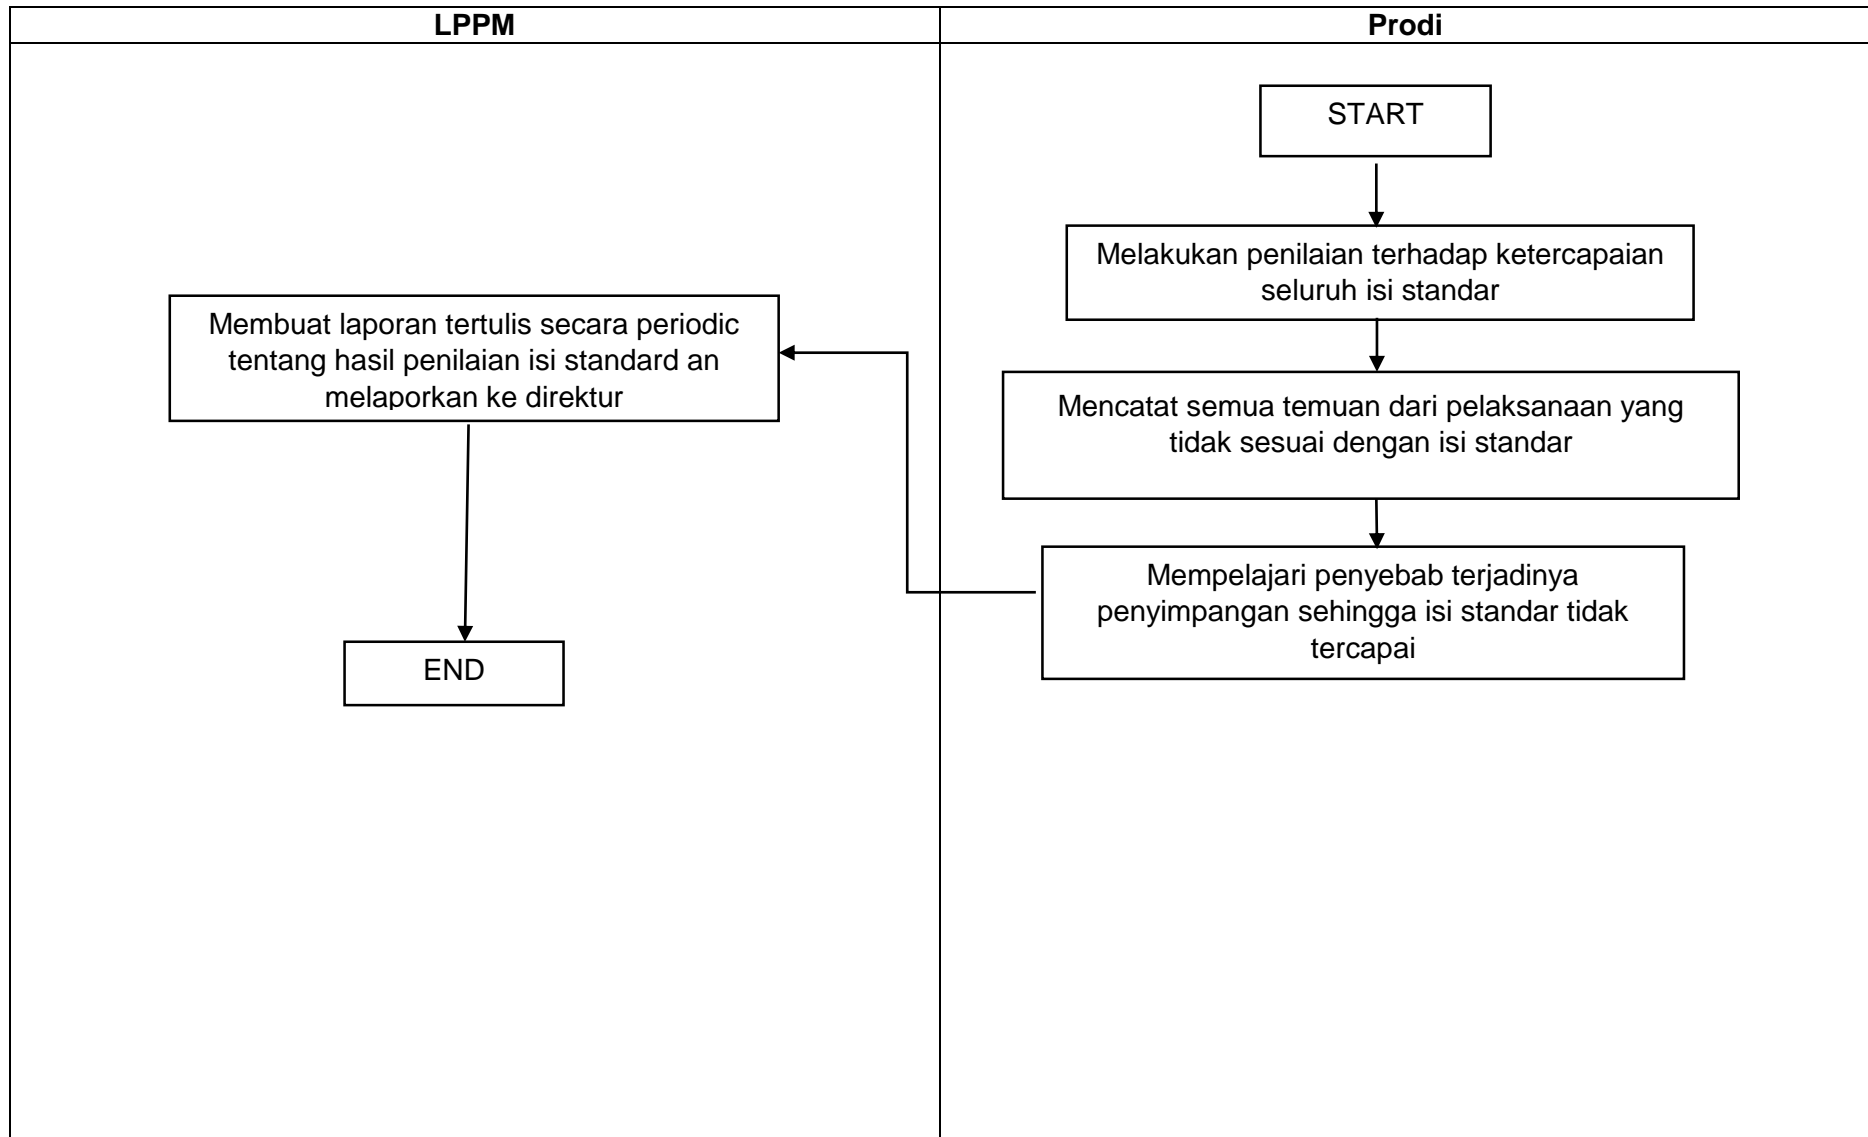 LPPM
Prodi
START
Melakukan penilaian terhadap ketercapaian
seluruh isi standar
Mencatat semua temuan dari pelaksanaan yang
tidak sesuai dengan isi standar
Mempelajari penyebab terjadinya
penyimpangan sehingga isi standar tidak
tercapai
Membuat laporan tertulis secara periodic
tentang hasil penilaian isi standard an
melaporkan ke direktur
END